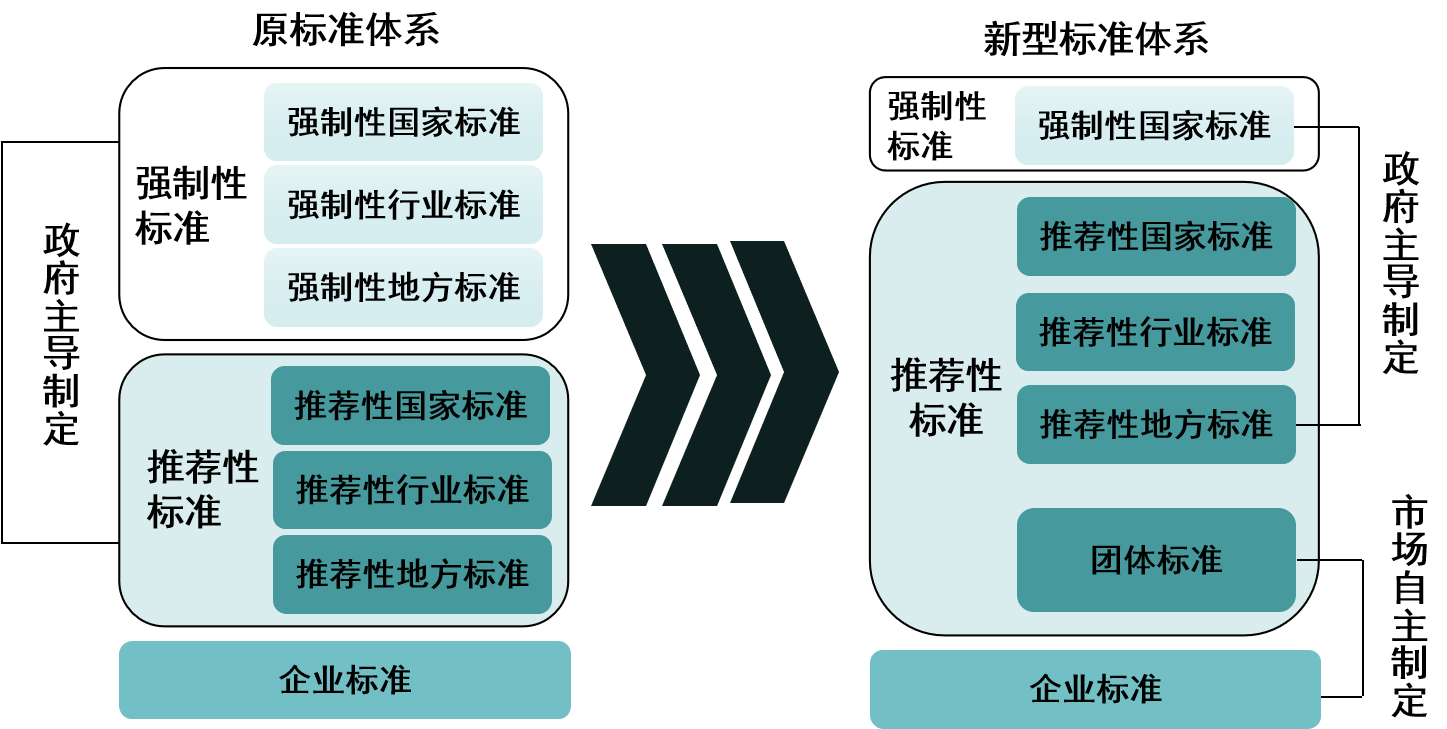 原标准体系
政府主导制定
强制性
标准
强制性国家标准
强制性行业标准
强制性地方标准
推荐性
标准
推荐性国家标准
推荐性行业标准
推荐性地方标准
企业标准
新型标准体系
强制性
标准
强制性国家标准
推荐性
标准
推荐性国家标准
推荐性行业标准
推荐性地方标准
团体标准
企业标准
政府主导制定
市场自主制定